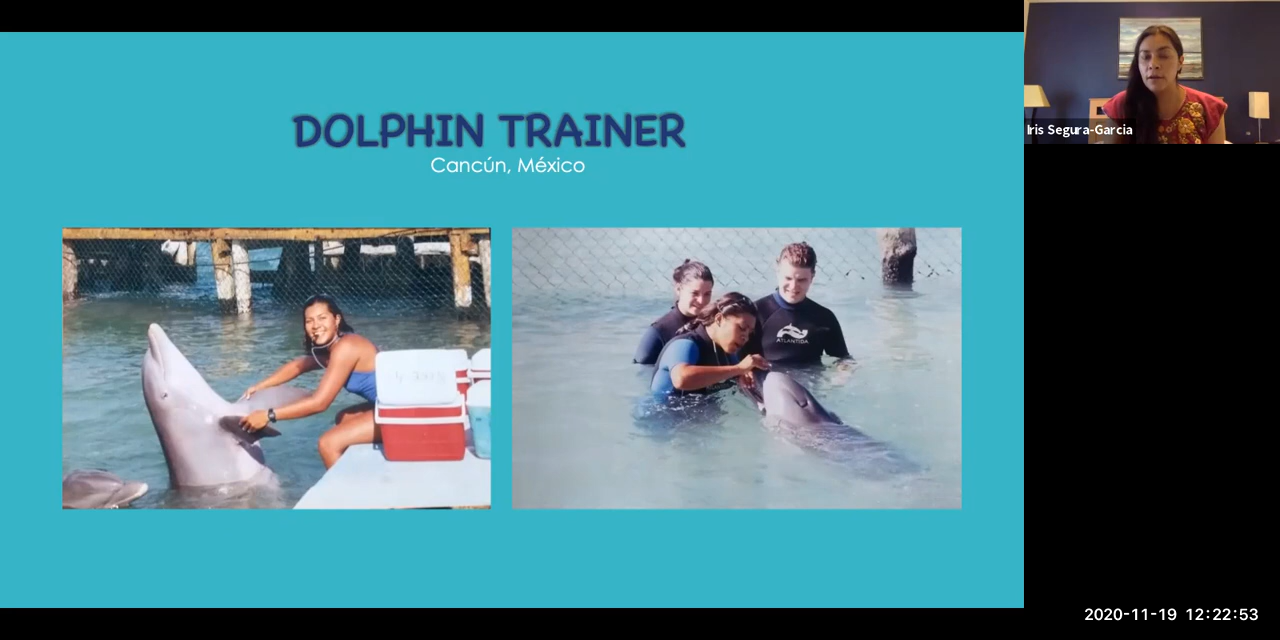 DOLPHIN TRAINER
Cancún, México
Iris Segura-Garcia
ATLANTIDA
2020-11-19 12:22:53